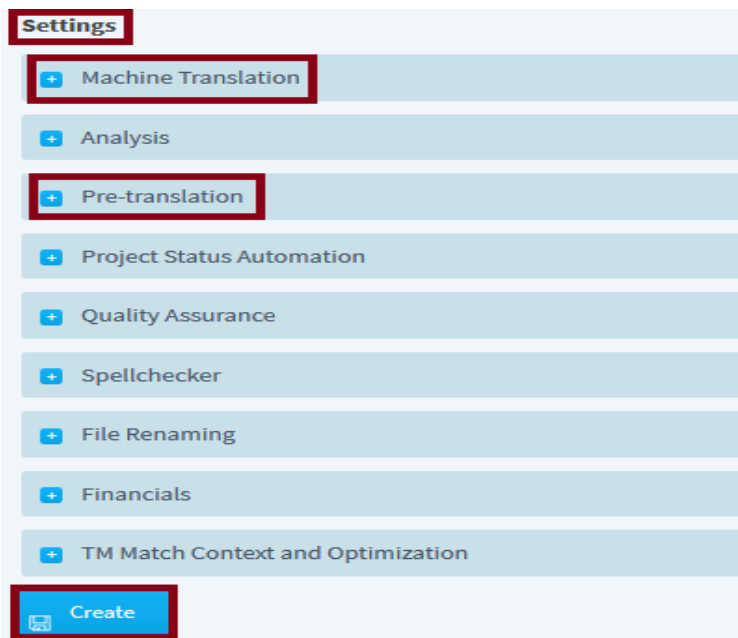 Settings
Machine Translation
Analysis
Pre-translation
Project Status Automation
Quality Assurance
Spellchecker
File Renaming
Financials
TM Match Context and Optimization
Create